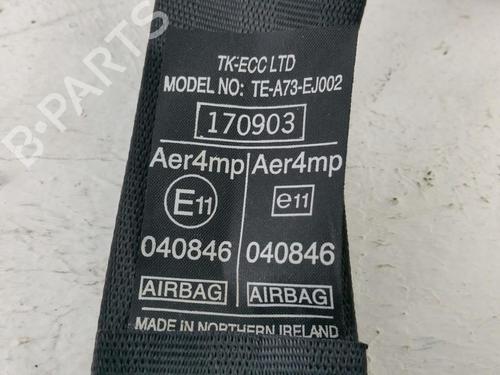 TK-ECC LTD
MODEL NO: TE-A73-EJ002
170903
Aer4mp Aer4mp
E11 e11
040846 040846
AIRBAG AIRBAG
MADE IN NORTHERN IRELAND
B-PARTS